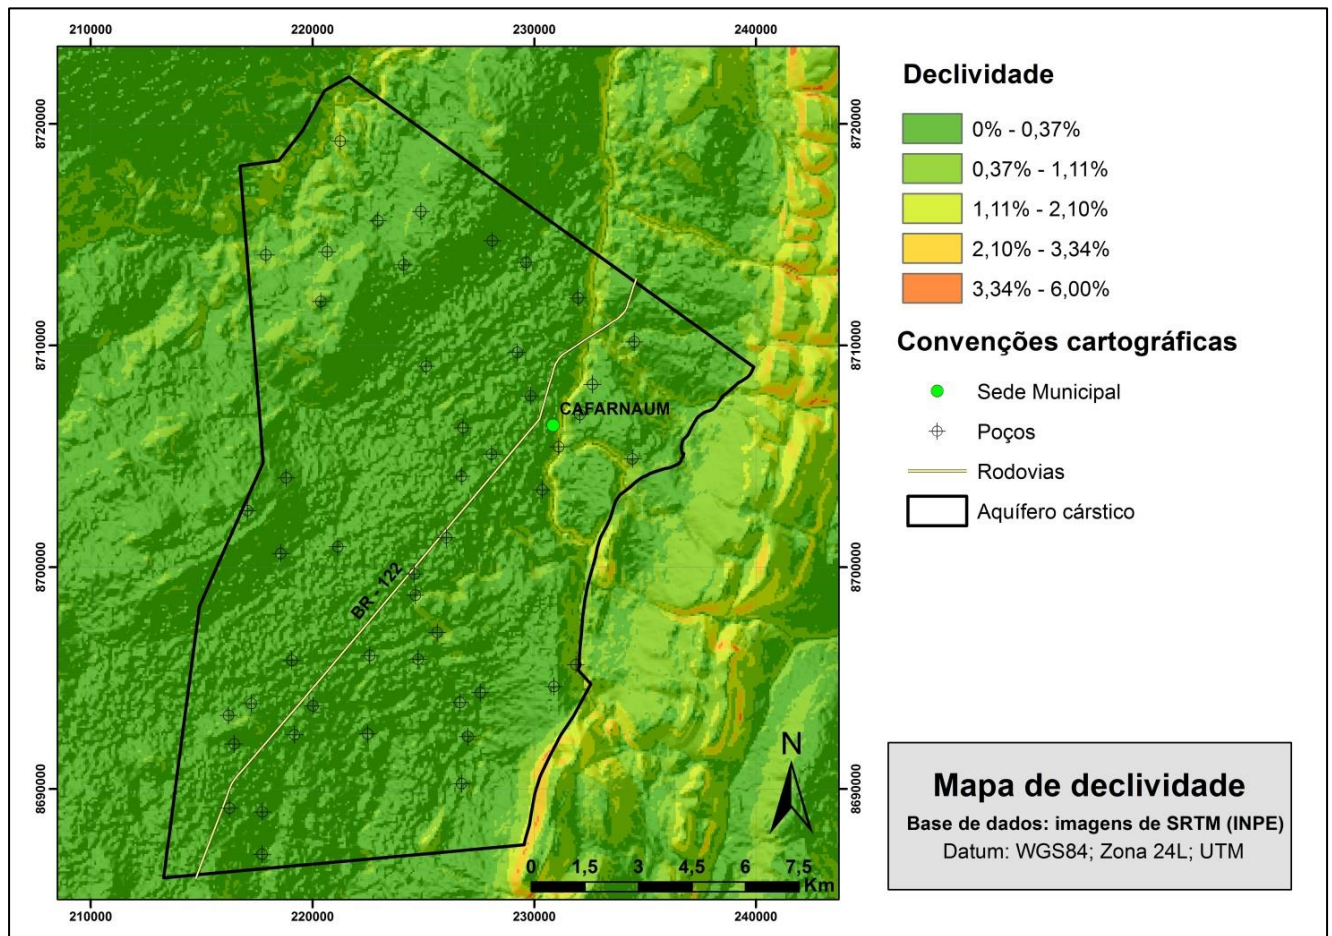 210000
220000
230000
240000
8720000
8710000
8700000
8690000
CAFARNAUM
BR - 122
N
0 1,5 3 4,5 6 7,5
Km
8720000
8710000
8700000
8690000
210000
220000
230000
240000
Declividade
0% - 0,37%
0,37% - 1,11%
1,11% - 2,10%
2,10% - 3,34%
3,34% - 6,00%
Convenções cartográficas
Sede Municipal
Poços
Rodovias
Aquífero cárstico
Mapa de declividade
Base de dados: imagens de SRTM (INPE)
Datum: WGS84; Zona 24L; UTM